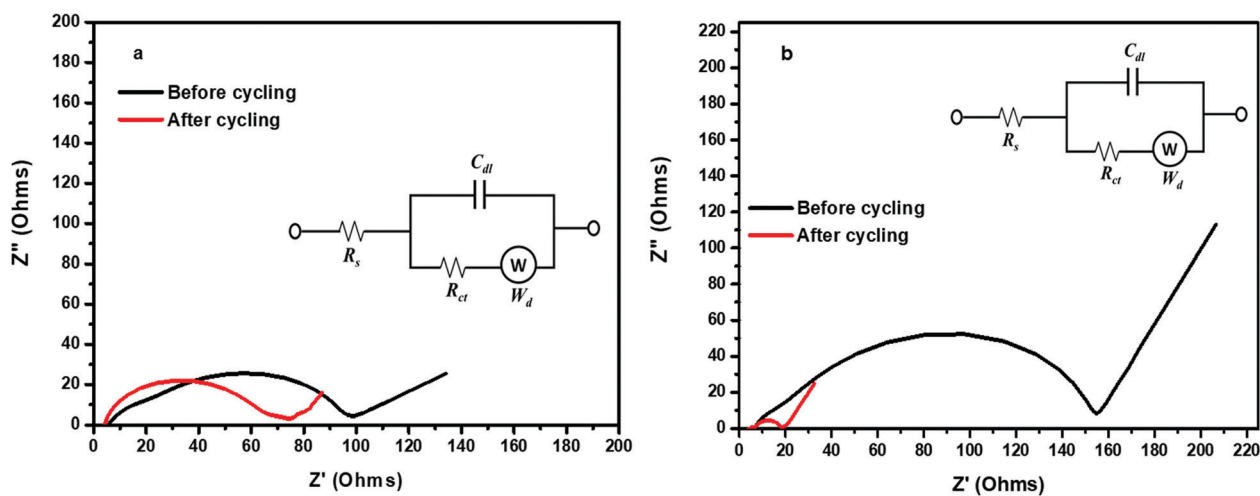 a
Before cycling
After cycling
Z" (Ohms)
200
180
160
140
120
100
80
60
40
20
0
0 20 40 60 80 100 120 140 160 180 200
Z' (Ohms)
C_dl
R_s
R_ct
W
W_d
b
Before cycling
After cycling
Z" (Ohms)
220
200
180
160
140
120
100
80
60
40
20
0
0 20 40 60 80 100 120 140 160 180 200 220
Z' (Ohms)
C_dl
R_s
R_ct
W
W_d